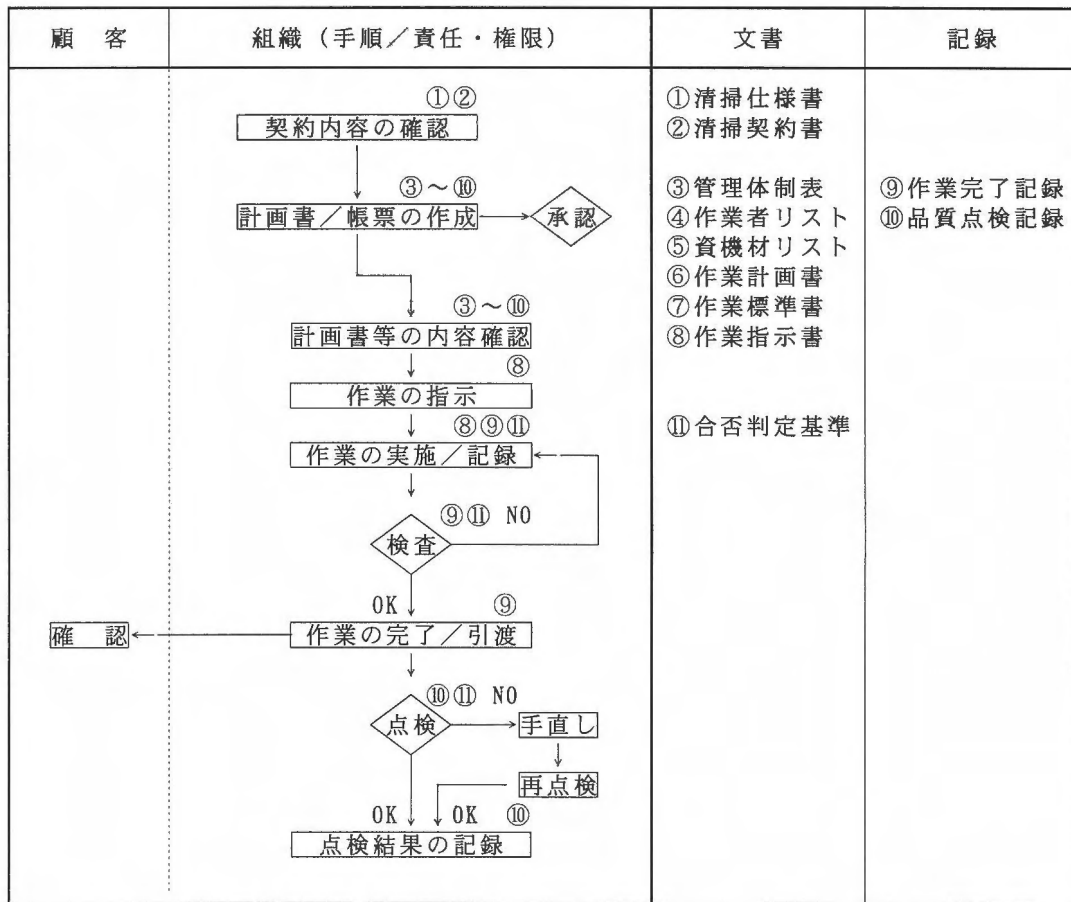 顧 客 組織（手順／責任・権限） 文書 記録
①② ①清掃仕様書
契約内容の確認 ②清掃契約書
③～⑩ ③管理体制表 ⑨作業完了記録
計画書／帳票の作成 承認 ④作業者リスト ⑩品質点検記録
⑤資機材リスト
⑥作業計画書
③～⑩ ⑦作業標準書
計画書等の内容確認 ⑧作業指示書
⑧
作業の指示
⑧⑨⑪ ⑪合否判定基準
作業の実施／記録
⑨⑪ NO
検査
OK ⑨
確 認 作業の完了／引渡
⑩⑪ NO
点検 手直し
再点検
OK OK ⑩
点検結果の記録